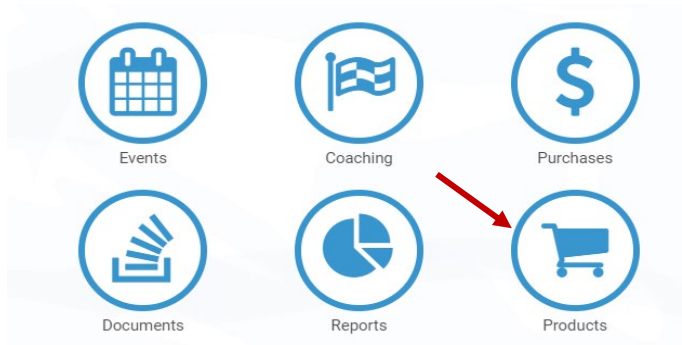 Events
Coaching
Purchases
Documents
Reports
Products